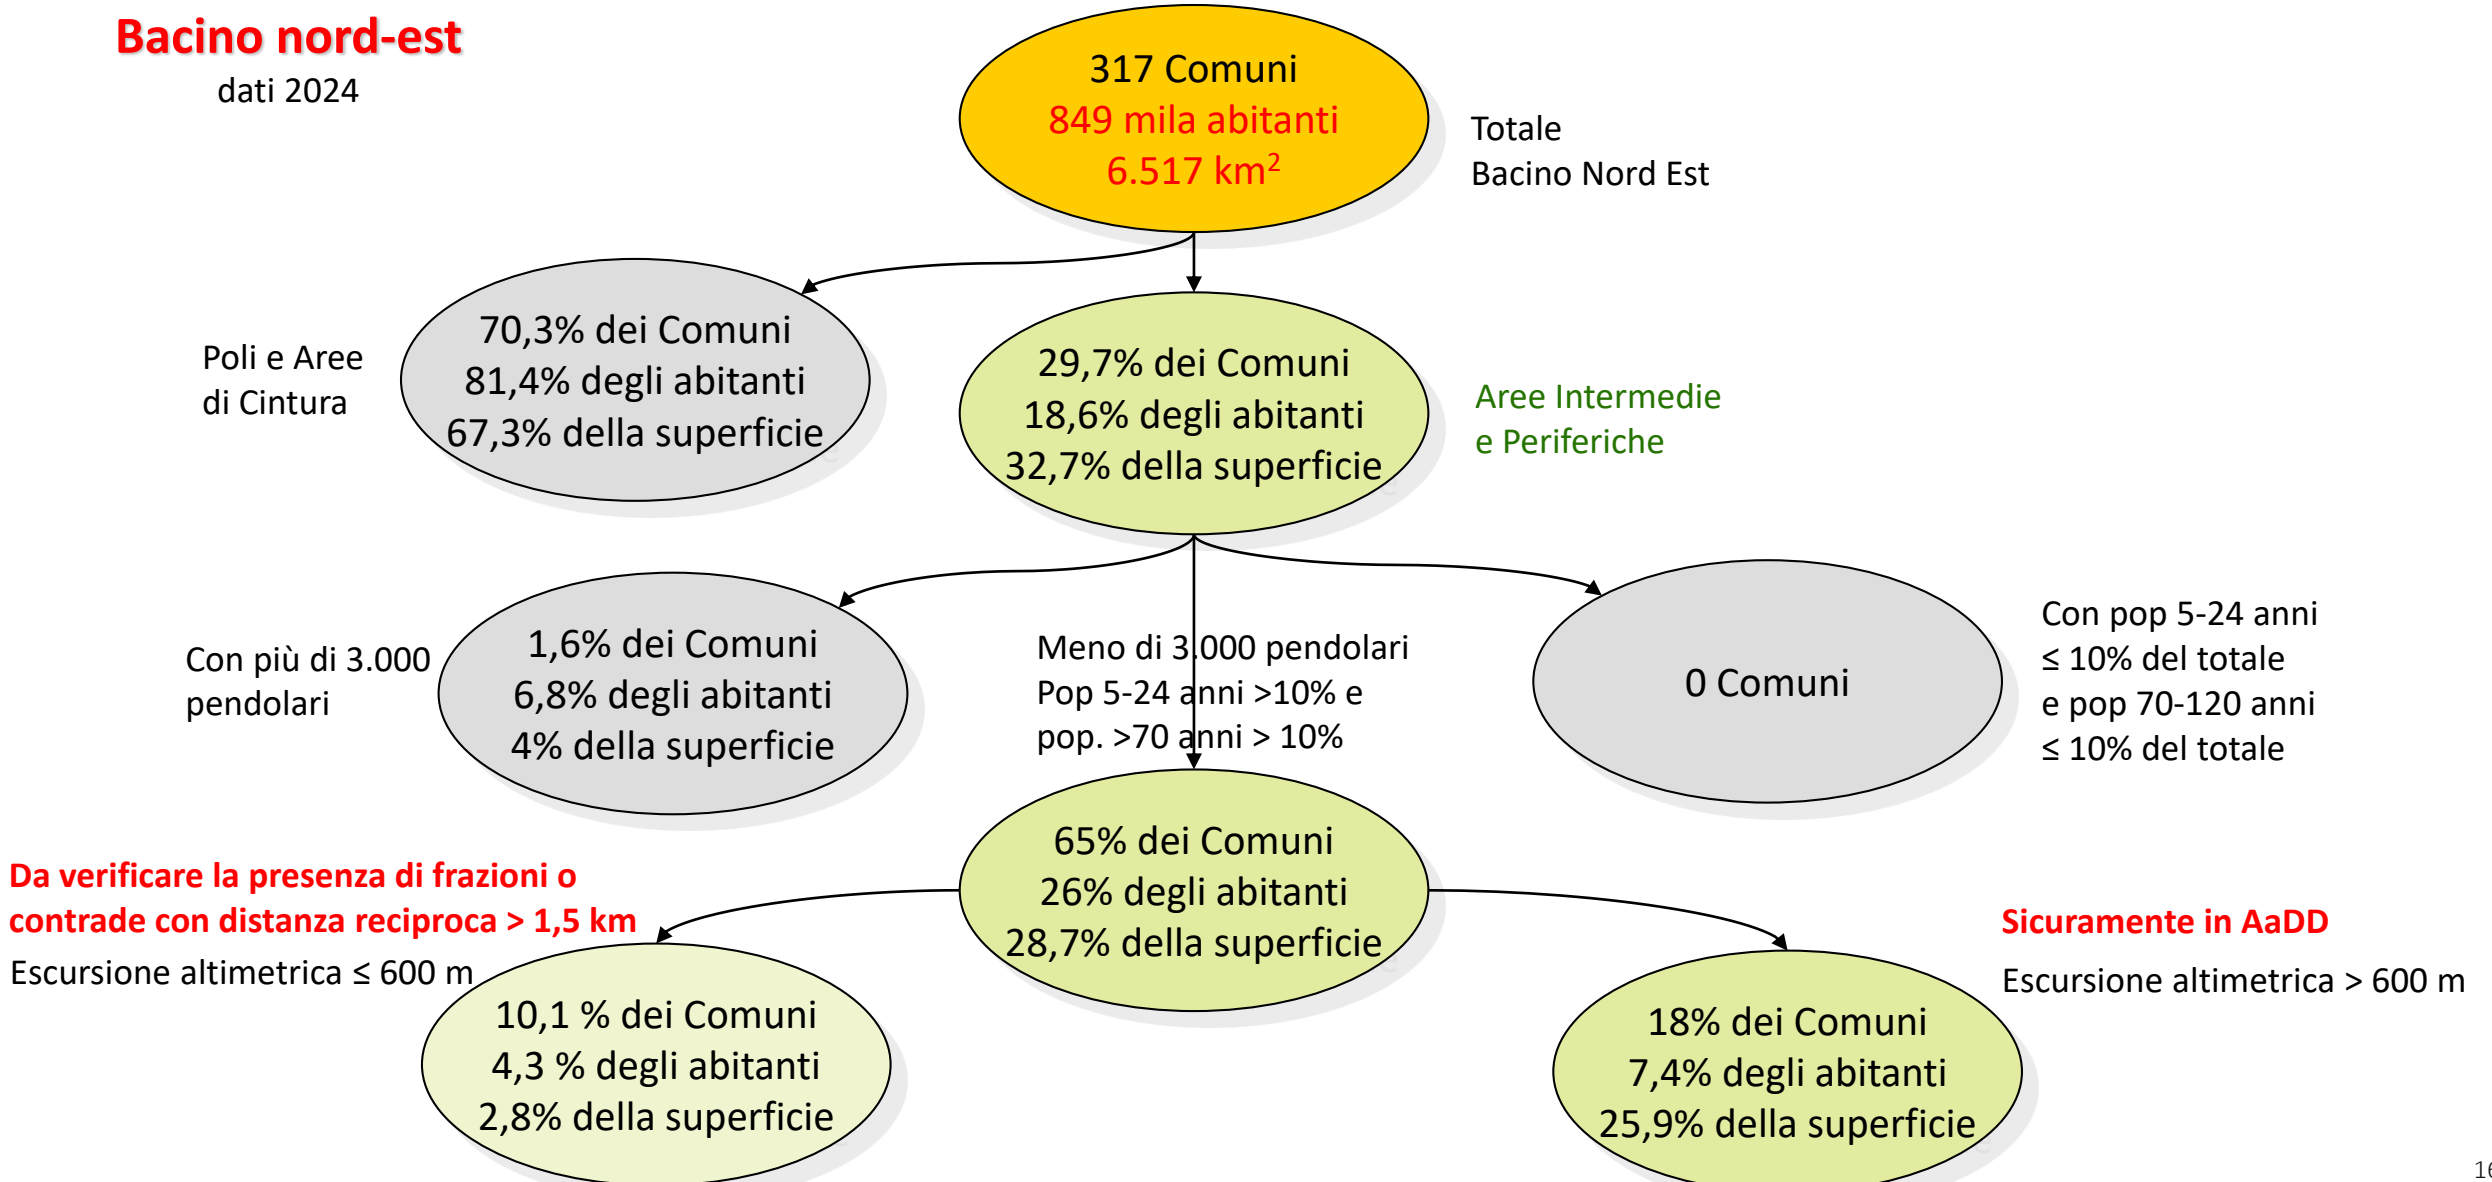 Bacino nord-est
dati 2024
317 Comuni
849 mila abitanti
6.517 km²
Totale
Bacino Nord Est
Poli e Aree
di Cintura
70,3% dei Comuni
81,4% degli abitanti
67,3% della superficie
29,7% dei Comuni
18,6% degli abitanti
32,7% della superficie
Aree Intermedie
e Periferiche
Con più di 3.000
pendolari
1,6% dei Comuni
6,8% degli abitanti
4% della superficie
Meno di 3.000 pendolari
Pop 5-24 anni >10% e
pop. >70 anni > 10%
0 Comuni
Con pop 5-24 anni
≤ 10% del totale
e pop 70-120 anni
≤ 10% del totale
65% dei Comuni
26% degli abitanti
28,7% della superficie
Da verificare la presenza di frazioni o
contrade con distanza reciproca > 1,5 km
Escursione altimetrica ≤ 600 m
10,1 % dei Comuni
4,3 % degli abitanti
2,8% della superficie
Sicuramente in AaDD
Escursione altimetrica > 600 m
18% dei Comuni
7,4% degli abitanti
25,9% della superficie
16